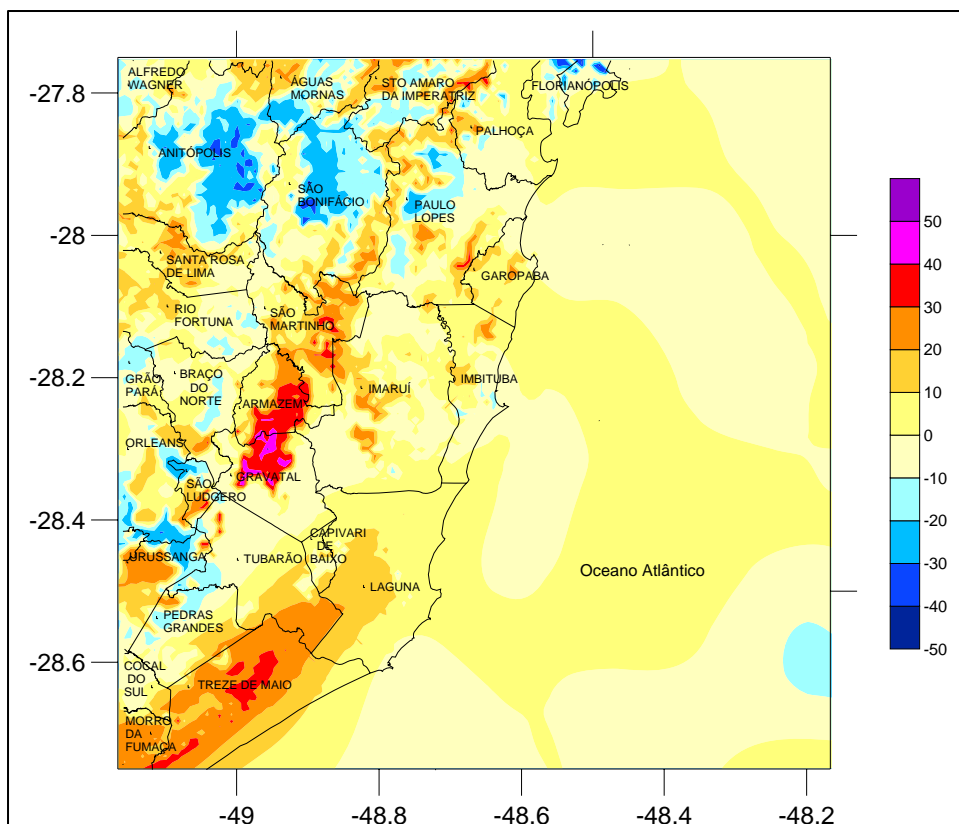 ALFREDO
WAGNER
ÁGUAS
MORNAS
STO AMARO
DA IMPERATRIZ
FLORIANÓPOLIS
PALHOÇA
ANITÓPOLIS
SÃO
BONIFÁCIO
PAULO
LOPES
SANTA ROSA
DE LIMA
GAROPABA
RIO
FORTUNA
SÃO
MARTINHO
GRÃO
PARÁ
BRAÇO
DO
NORTE
IMARUÍ
IMBITUBA
ARMAZEM
ORLEANS
GRAVATAL
SÃO
LUDGERO
CAPIVARI
DE
BAIXO
URUSSANGA
TUBARÃO
LAGUNA
Oceano Atlântico
PEDRAS
GRANDES
COCAL
DO
SUL
TREZE DE MAIO
MORRO
DA
FUMAÇA
-27.8
-28
-28.2
-28.4
-28.6
-49
-48.8
-48.6
-48.4
-48.2
50
40
30
20
10
0
-10
-20
-30
-40
-50